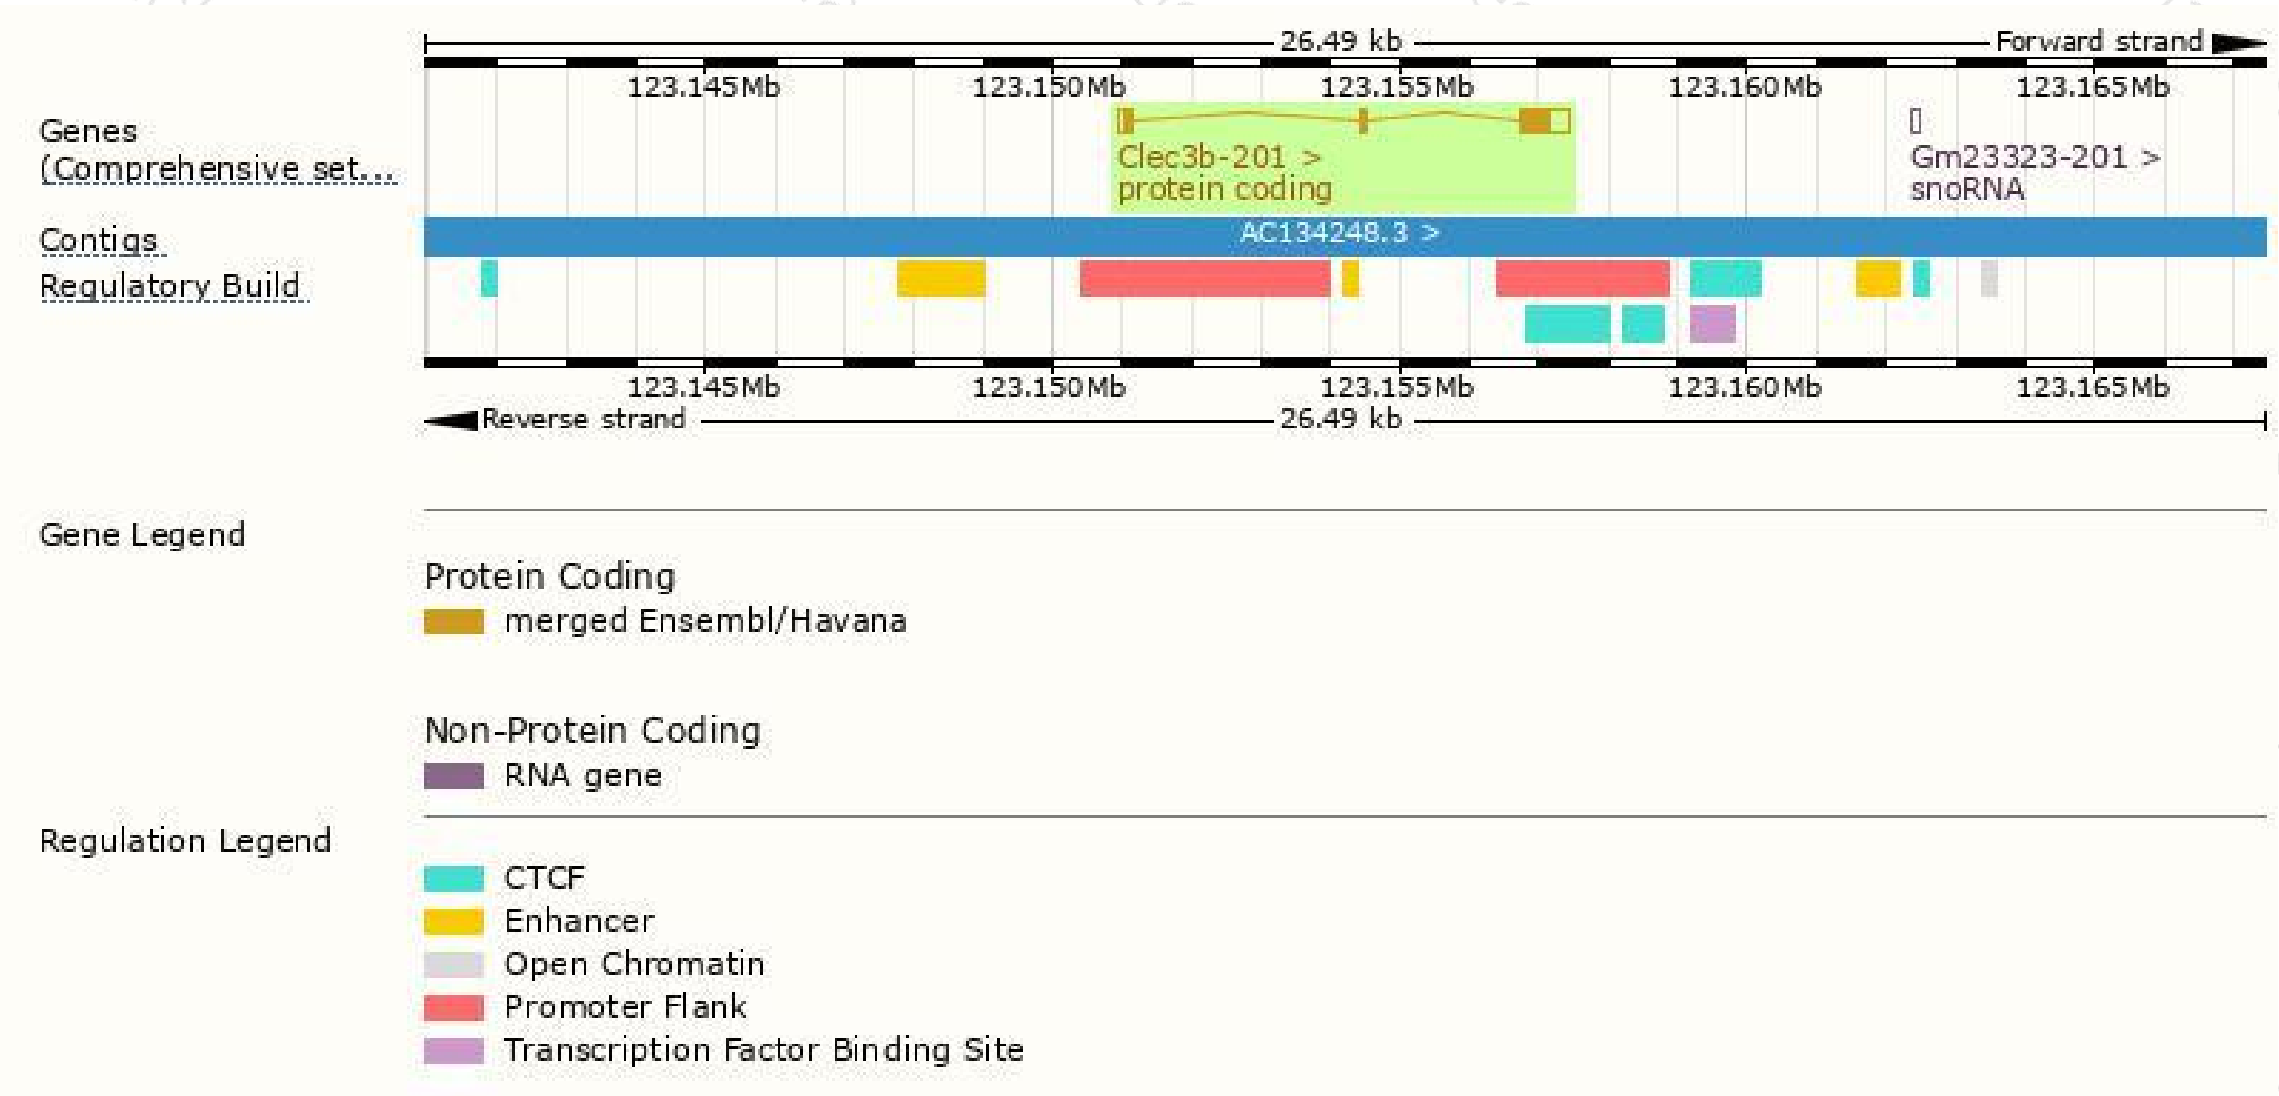 26.49 kb Forward strand
123.145Mb 123.150Mb 123.155Mb 123.160Mb 123.165Mb
Genes
(Comprehensive set...
Clec3b-201 >
protein coding
Gm23323-201 >
snoRNA
Contigs
AC134248.3 >
Regulatory Build
123.145Mb 123.150Mb 123.155Mb 123.160Mb 123.165Mb
Reverse strand 26.49 kb
Gene Legend
Protein Coding
merged Ensembl/Havana
Non-Protein Coding
RNA gene
Regulation Legend
CTCF
Enhancer
Open Chromatin
Promoter Flank
Transcription Factor Binding Site